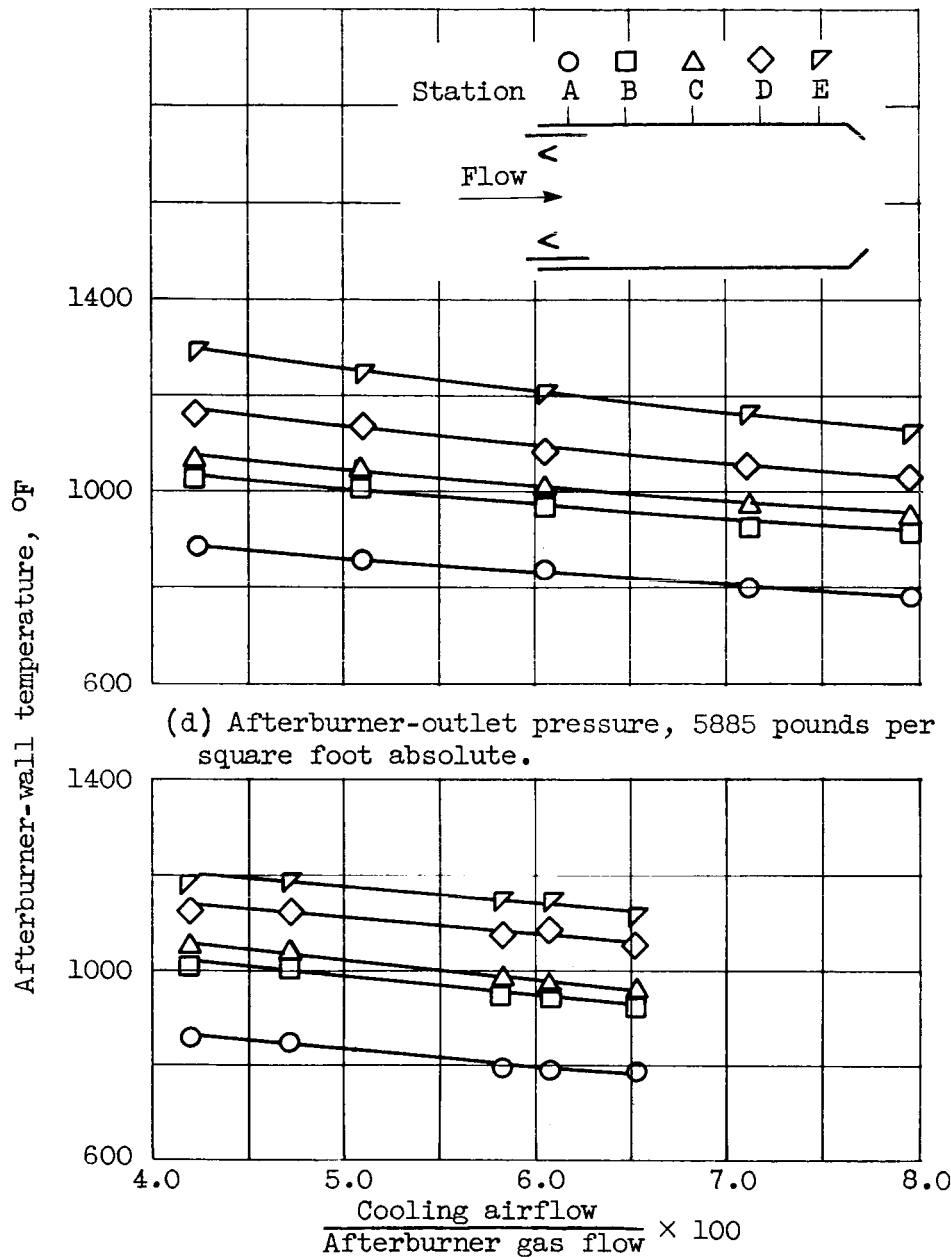 Station A B C D E
Flow
1400
1000
600
(d) Afterburner-outlet pressure, 5885 pounds per
square foot absolute.
1400
1000
600
4.0 5.0 6.0 7.0 8.0
Cooling airflow
Afterburner gas flow × 100
Afterburner-wall temperature, °F